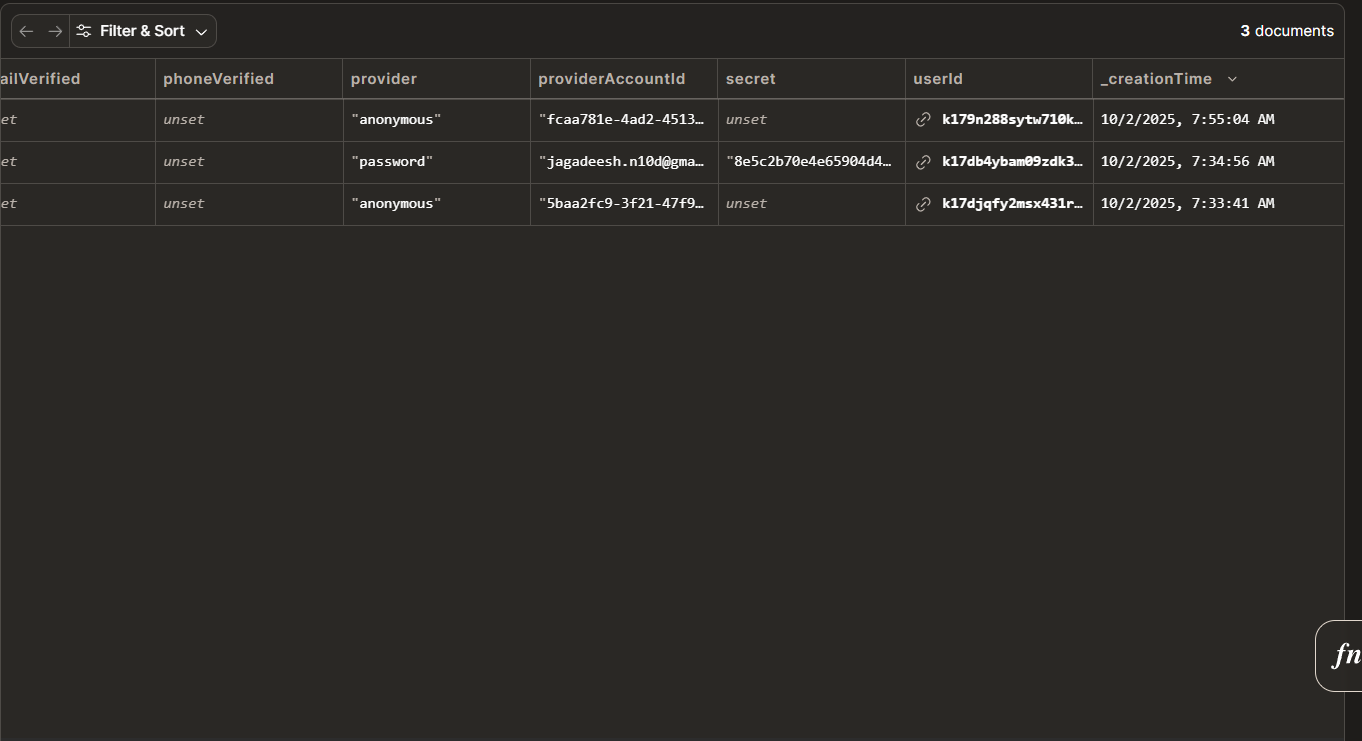 Filter & Sort 3 documents
ailVerified phoneVerified provider providerAccountId secret userId _creationTime
et unset "anonymous" "fcaa781e-4ad2-4513… unset k179n288sytw710k… 10/2/2025, 7:55:04 AM
et unset "password" "jagadeesh.n10d@gma… "8e5c2b70e4e65904d4… k17db4ybam09zdk3… 10/2/2025, 7:34:56 AM
et unset "anonymous" "5baa2fc9-3f21-47f9… unset k17djqfy2msx431r… 10/2/2025, 7:33:41 AM
fn